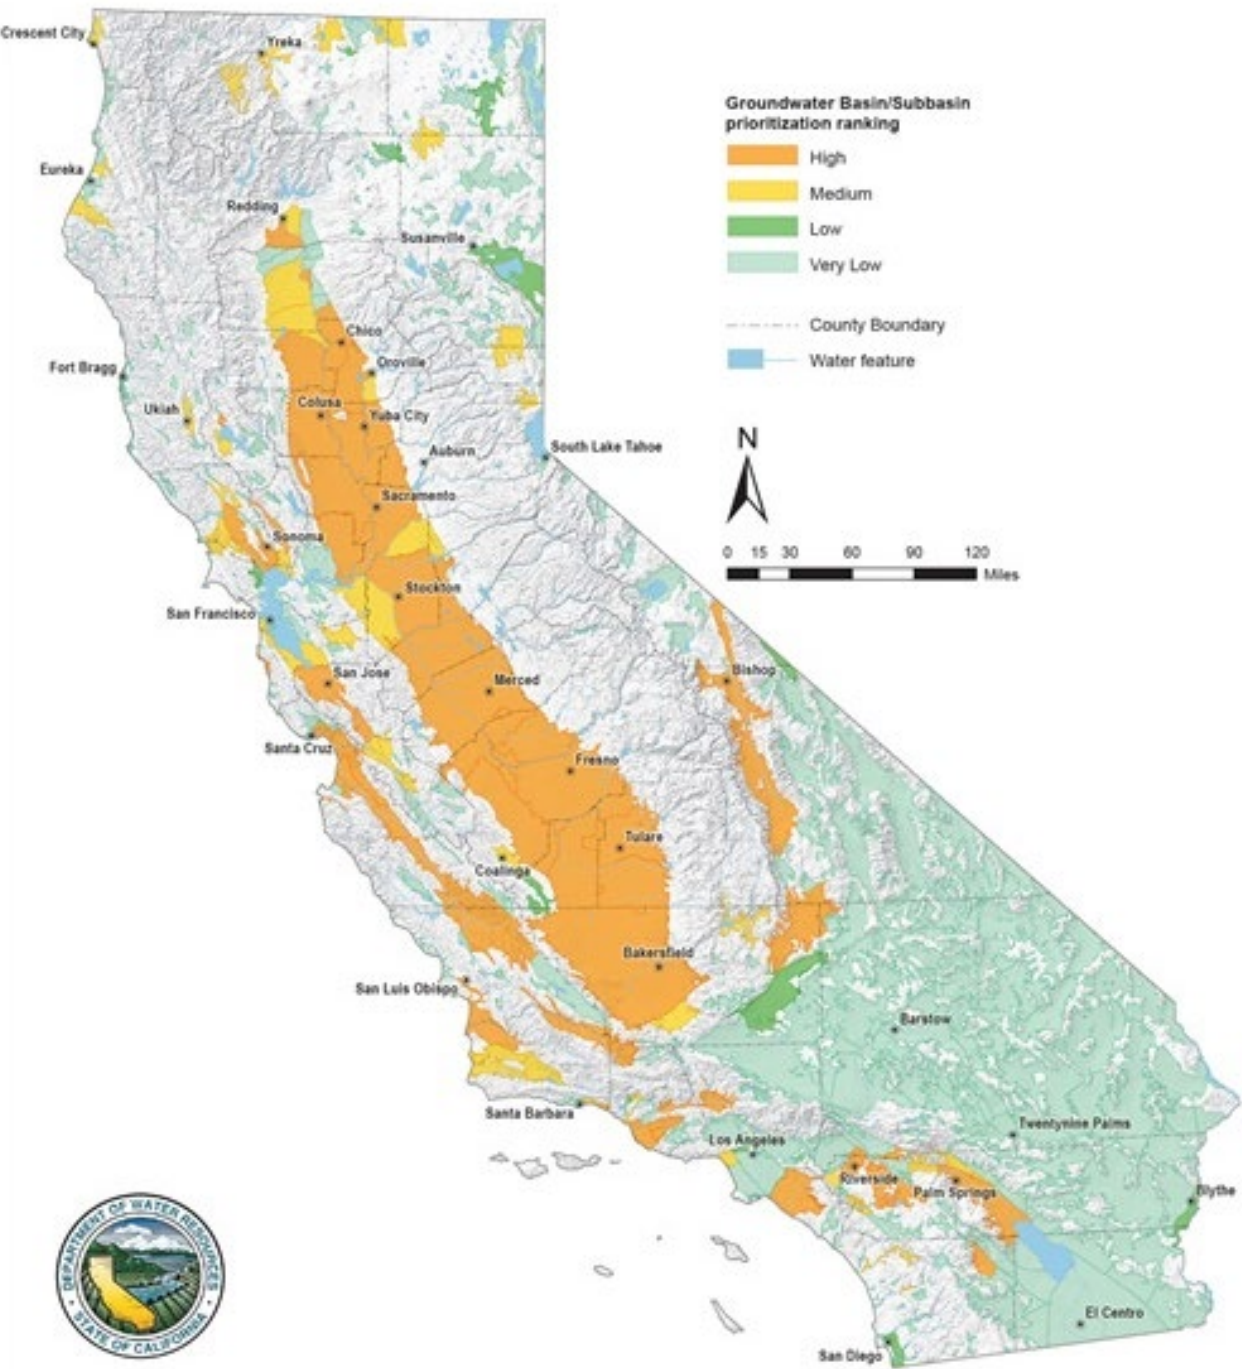 Crescent City
Yreka
Groundwater Basin/Subbasin
prioritization ranking
High
Medium
Low
Very Low
County Boundary
Water feature
Eureka
Redding
Susanville
Chico
Oroville
Fort Bragg
Colusa
Ukiah
Yuba City
Auburn
South Lake Tahoe
N
Sacramento
Sonoma
0 15 30 60 90 120
Miles
Stockton
San Francisco
San Jose
Merced
Bishop
Santa Cruz
Fresno
Tulare
Coalinga
Bakersfield
San Luis Obispo
Barstow
Santa Barbara
Los Angeles
Twentynine Palms
Riverside
Palm Springs
Blythe
El Centro
San Diego
DEPARTMENT OF WATER RESOURCES
STATE OF CALIFORNIA